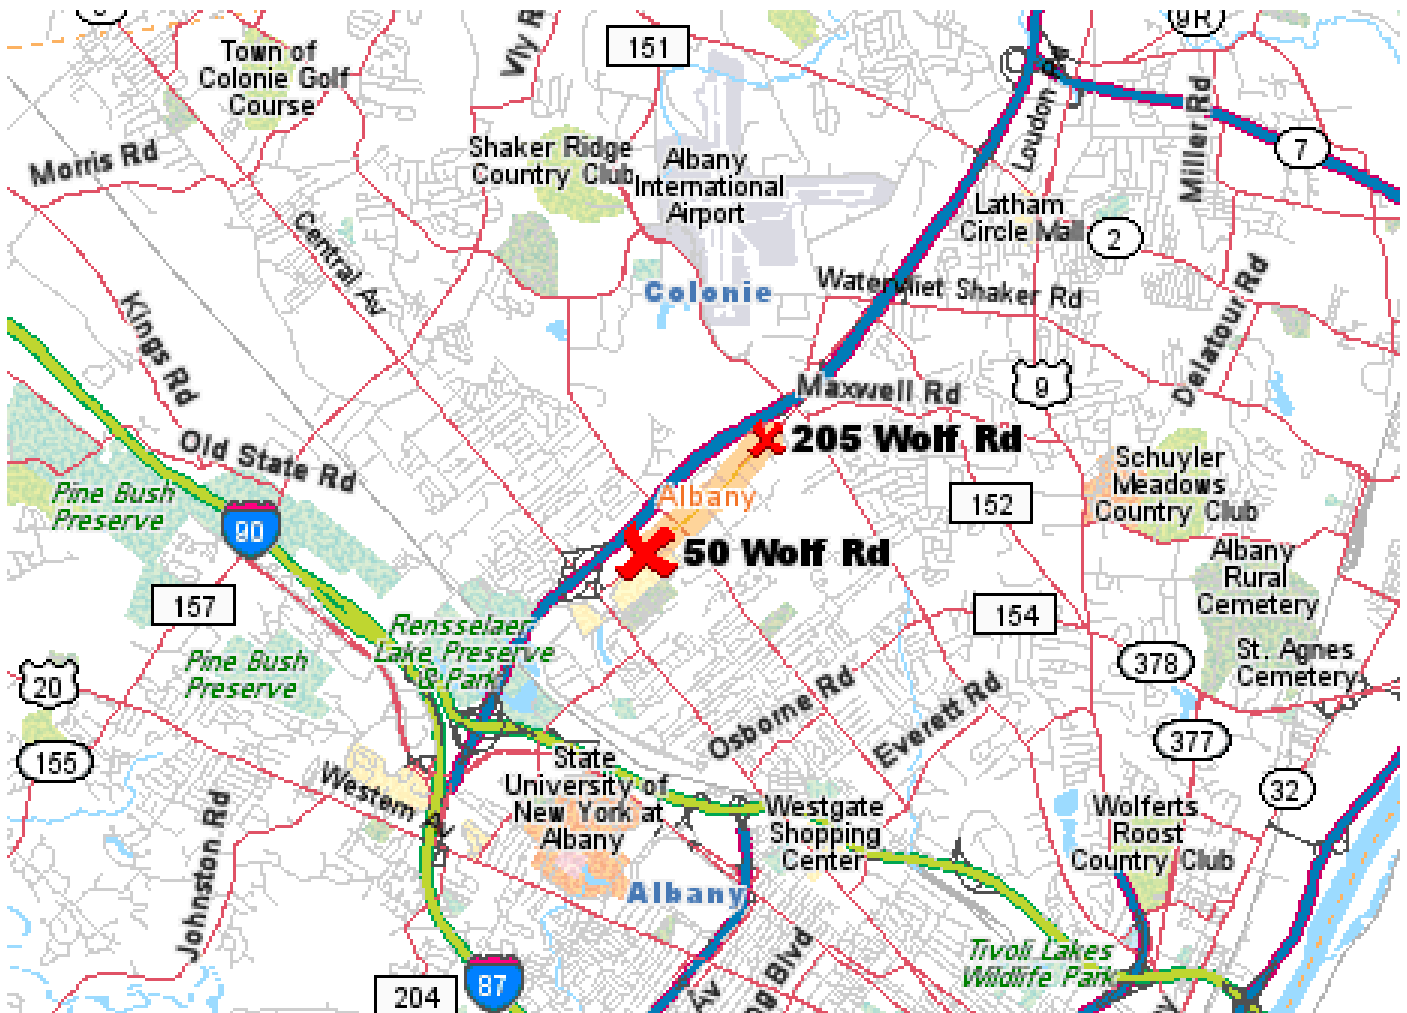 9R
Vly R
151
Town of
Colonie Golf
Course
Loudon
Miller Rd
7
Morris Rd
Shaker Ridge
Country Club
Albany
International
Airport
Latham
Circle Mall
2
Central Av
Watervliet Shaker Rd
Colonie
Kings Rd
Delatour Rd
9
Maxwell Rd
205 Wolf Rd
Old State Rd
Schuyler
Meadows
Country Club
Pine Bush
Preserve
Albany
152
90
50 Wolf Rd
Albany
Rural
Cemetery
157
154
Rensselaer
Lake Preserve
& Park
378
St. Agnes
Cemetery
Pine Bush
Preserve
20
Osborne Rd
Everett Rd
377
155
State
University of
New York at
Albany
Western Av
32
Westgate
Shopping
Center
Wolferts
Roost
Country Club
Johnston Rd
Albany
Tivoli Lakes
Wildlife Park
ng Blvd
87
204
Av